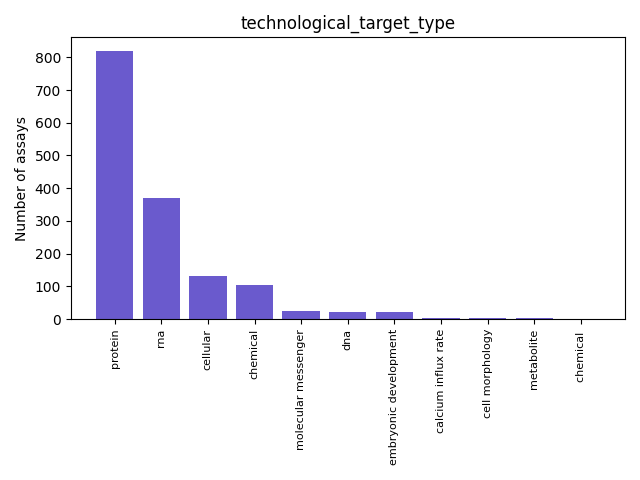 technological_target_type
Number of assays
800
700
600
500
400
300
200
100
0
protein
rna
cellular
chemical
molecular messenger
dna
embryonic development
calcium influx rate
cell morphology
metabolite
chemical